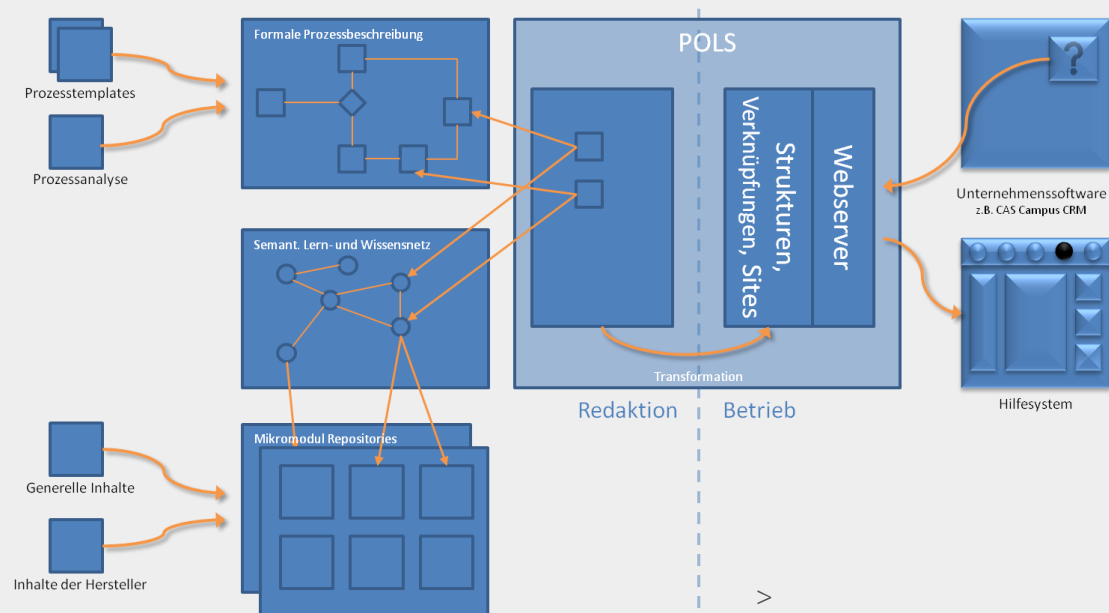 Formale Prozessbeschreibung
Prozesstemplates
Prozessanalyse
Semant. Lern- und Wissensnetz
Mikromodul Repositories
Generelle Inhalte
Inhalte der Hersteller
POLS
Strukturen,
Verknüpfungen, Sites
Webserver
Transformation
Redaktion
Betrieb
?
Unternehmenssoftware
z.B. CAS Campus CRM
Hilfesystem
>